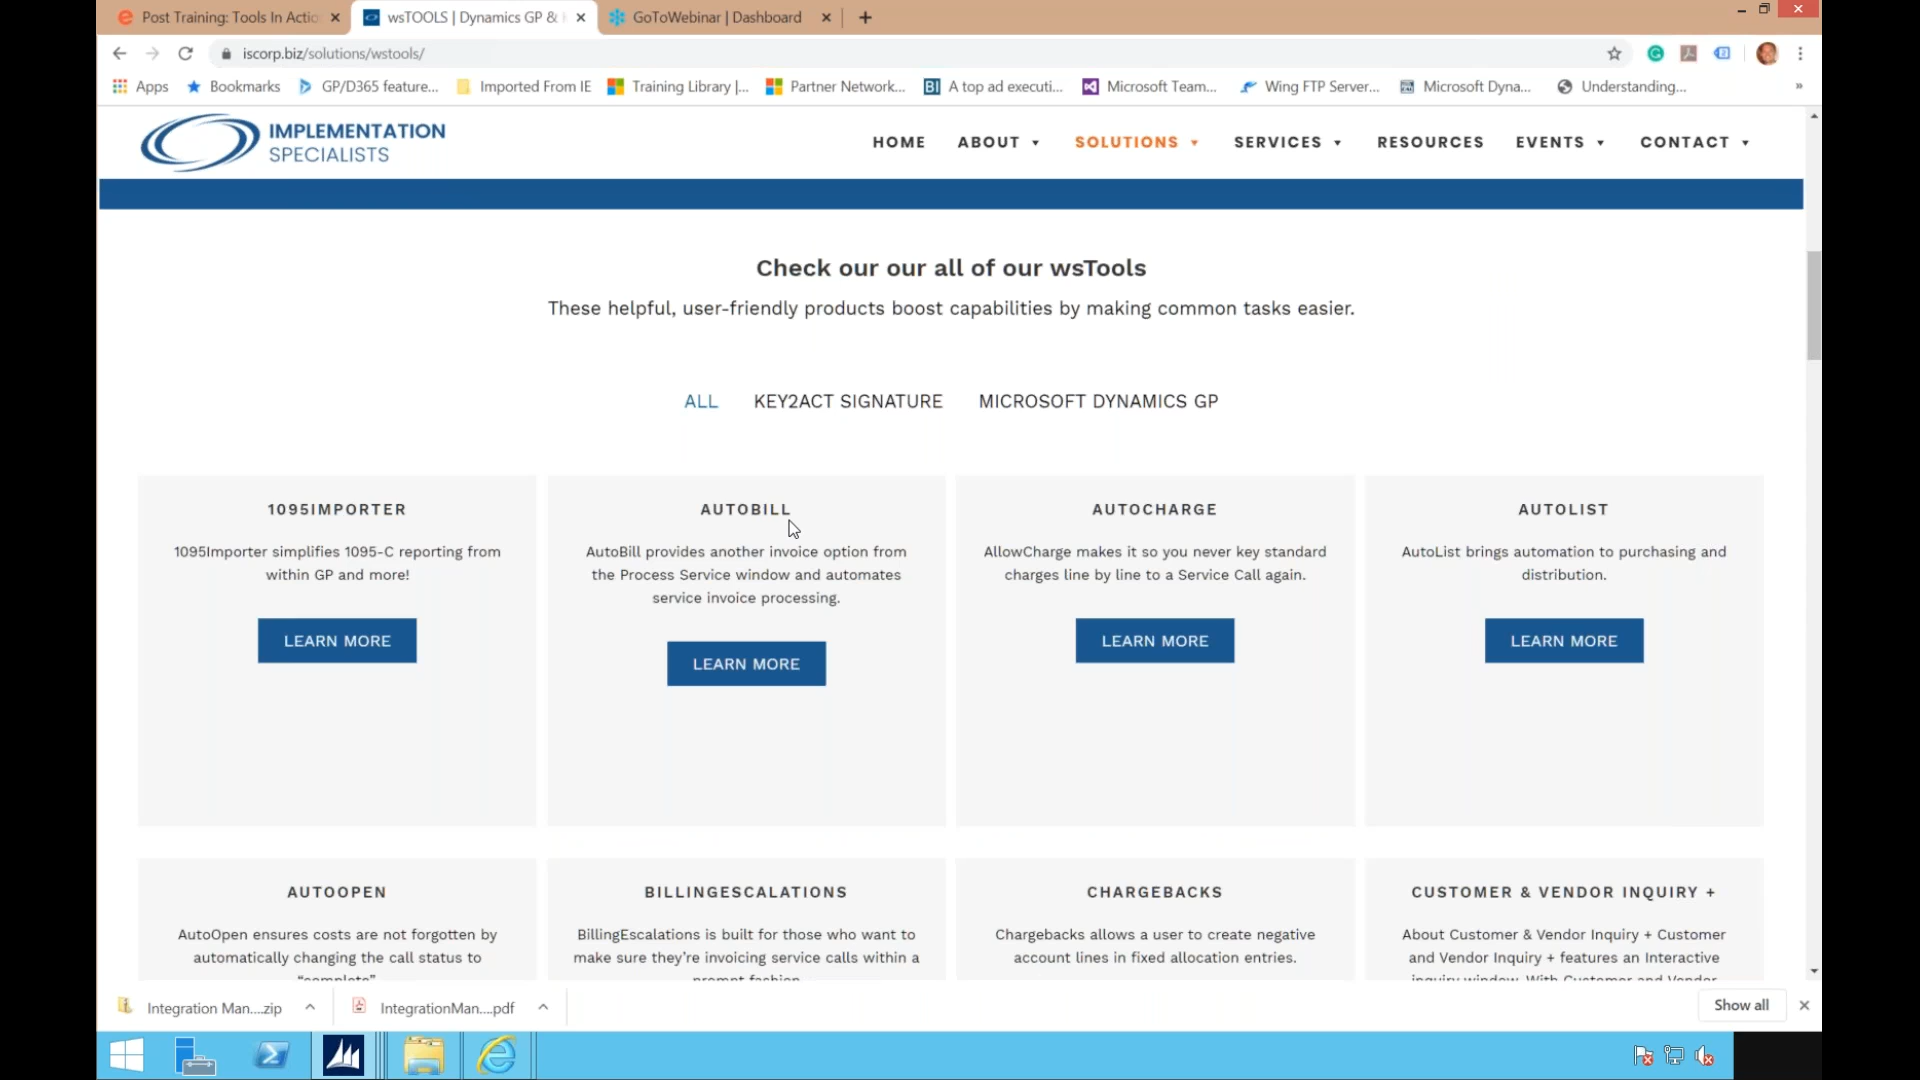 Post Training: Tools In Actio
wsTOOLS | Dynamics GP &
GoToWebinar | Dashboard
iscorp.biz/solutions/wstools/
Apps
Bookmarks
GP/D365 feature...
Imported From IE
Training Library |...
Partner Network...
BI
A top ad executi...
Microsoft Team...
Wing FTP Server...
Microsoft Dyna...
Understanding...
»
IMPLEMENTATION
SPECIALISTS
HOME
ABOUT
SOLUTIONS
SERVICES
RESOURCES
EVENTS
CONTACT
Check our our all of our wsTools
These helpful, user-friendly products boost capabilities by making common tasks easier.
ALL
KEY2ACT SIGNATURE
MICROSOFT DYNAMICS GP
1095IMPORTER
1095Importer simplifies 1095-C reporting from
within GP and more!
LEARN MORE
AUTOBILL
AutoBill provides another invoice option from
the Process Service window and automates
service invoice processing.
LEARN MORE
AUTOCHARGE
AllowCharge makes it so you never key standard
charges line by line to a Service Call again.
LEARN MORE
AUTOLIST
AutoList brings automation to purchasing and
distribution.
LEARN MORE
AUTOOPEN
AutoOpen ensures costs are not forgotten by
automatically changing the call status to
"complete"
BILLINGESCALATIONS
BillingEscalations is built for those who want to
make sure they're invoicing service calls within a
prompt fashion.
CHARGEBACKS
Chargebacks allows a user to create negative
account lines in fixed allocation entries.
CUSTOMER & VENDOR INQUIRY +
About Customer & Vendor Inquiry + Customer
and Vendor Inquiry + features an Interactive
inquiry window. With Customer and Vendor
Integration Man....zip
IntegrationMan....pdf
Show all